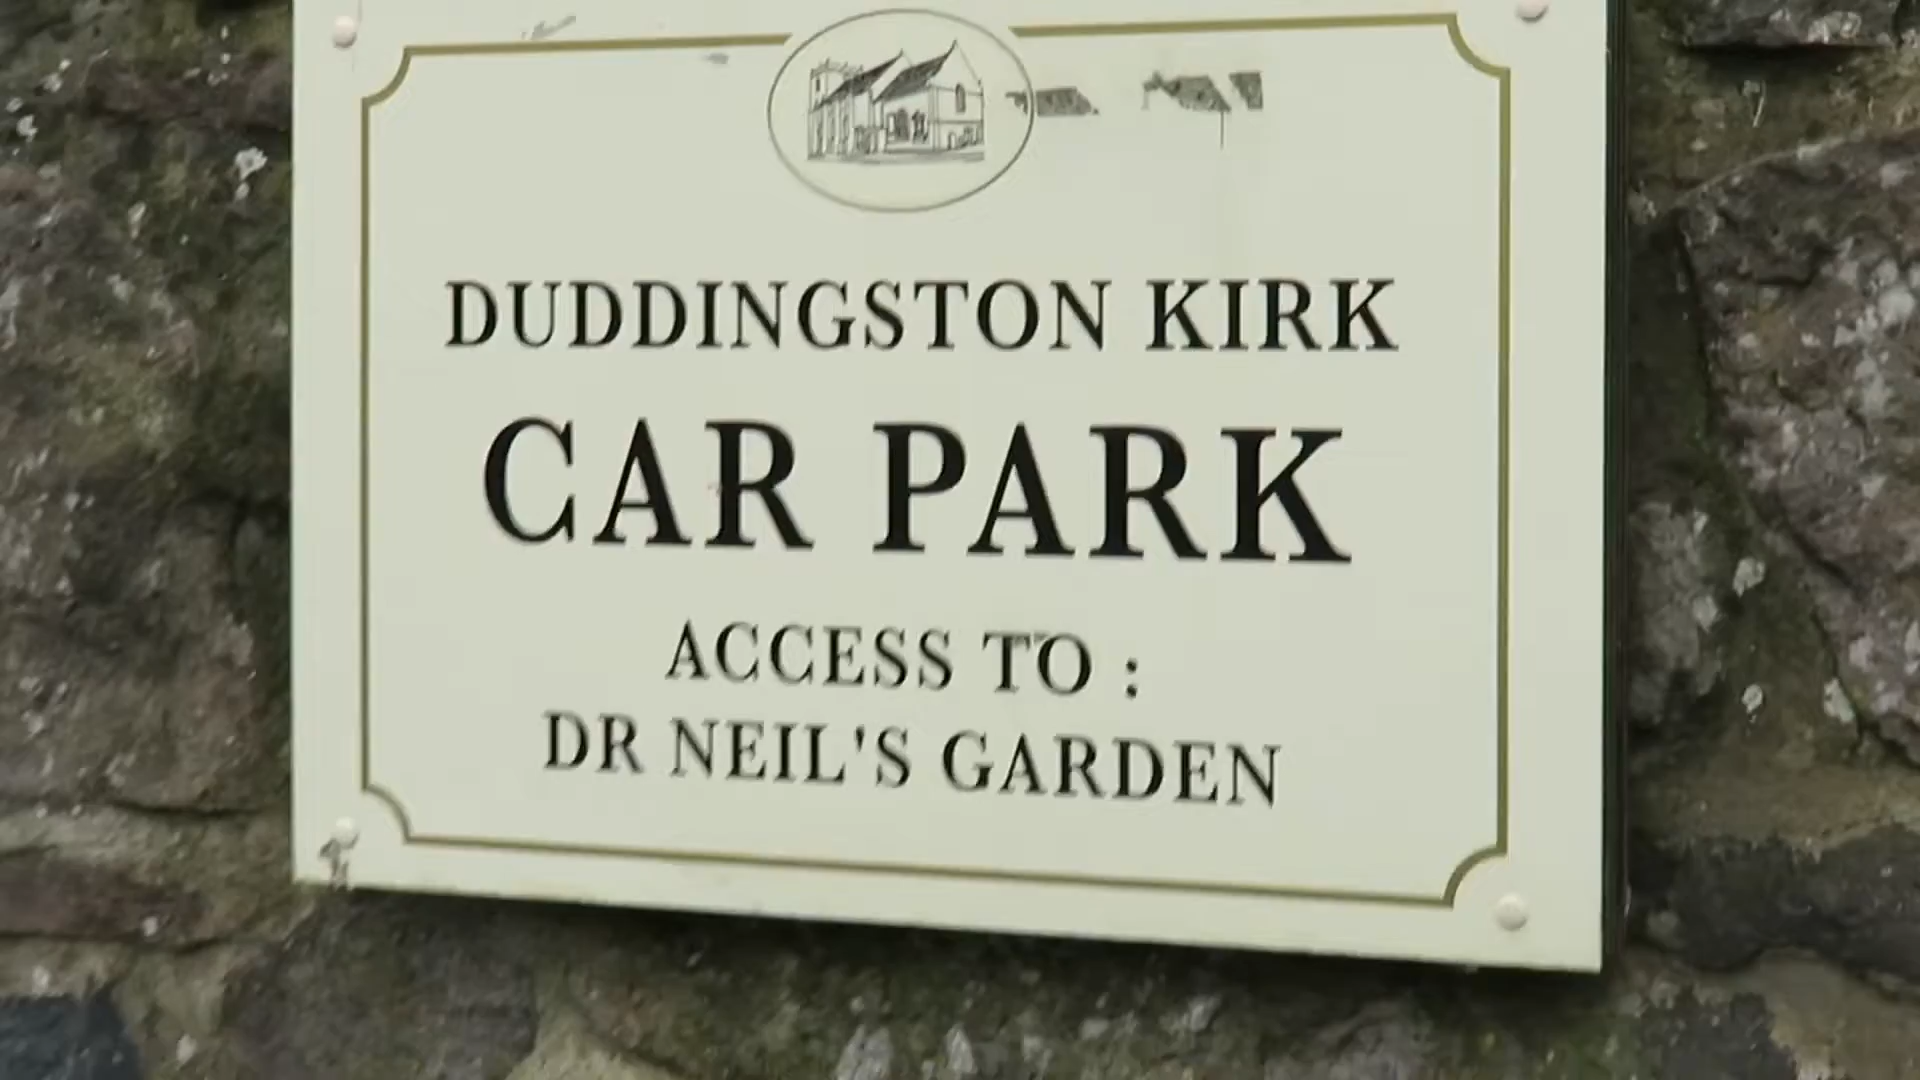 DUDDINGSTON KIRK
CAR PARK
ACCESS TO :
DR NEIL'S GARDEN